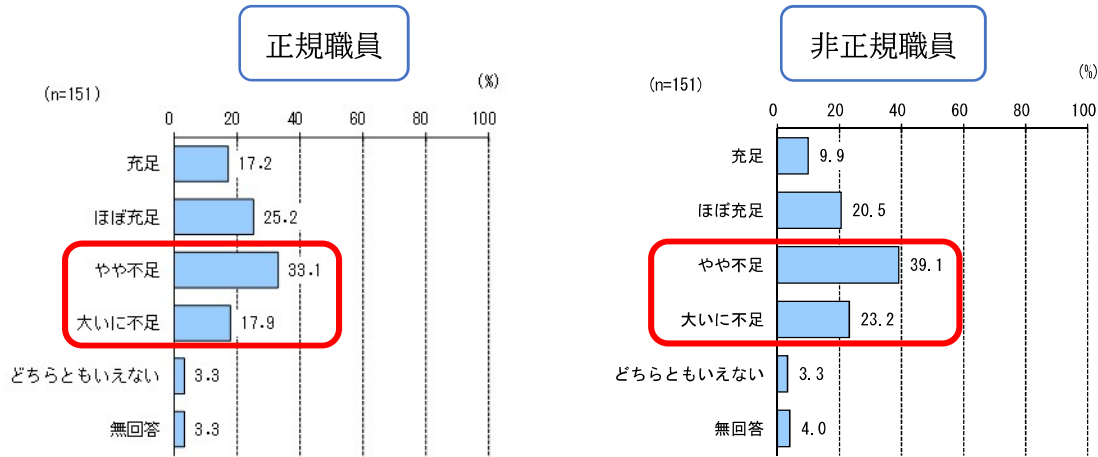 正規職員
(n=151)
(%)
0 20 40 60 80 100
充足 17.2
ほぼ充足 25.2
やや不足 33.1
大いに不足 17.9
どちらともいえない 3.3
無回答 3.3
非正規職員
(n=151)
(%)
0 20 40 60 80 100
充足 9.9
ほぼ充足 20.5
やや不足 39.1
大いに不足 23.2
どちらともいえない 3.3
無回答 4.0